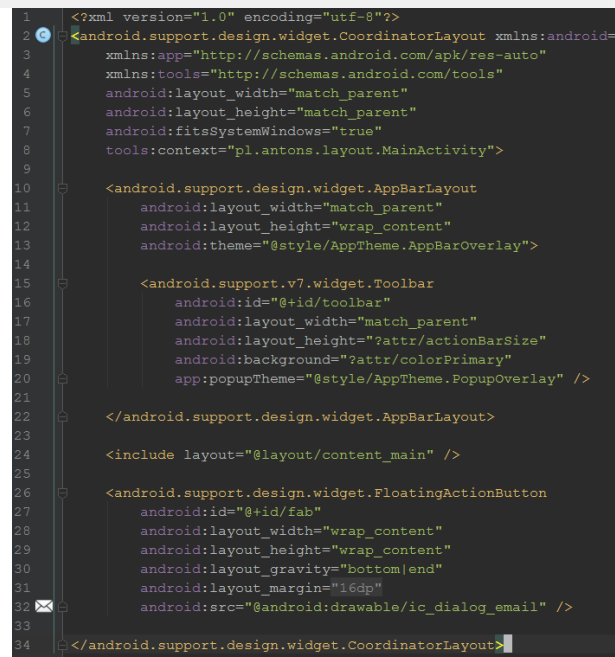 1 <?xml version="1.0" encoding="utf-8"?>
2 C <android.support.design.widget.CoordinatorLayout xmlns:android=
3 xmlns:app="http://schemas.android.com/apk/res-auto"
4 xmlns:tools="http://schemas.android.com/tools"
5 android:layout_width="match_parent"
6 android:layout_height="match_parent"
7 android:fitsSystemWindows="true"
8 tools:context="pl.antons.layout.MainActivity">
9
10 <android.support.design.widget.AppBarLayout
11 android:layout_width="match_parent"
12 android:layout_height="wrap_content"
13 android:theme="@style/AppTheme.AppBarOverlay">
14
15 <android.support.v7.widget.Toolbar
16 android:id="@+id/toolbar"
17 android:layout_width="match_parent"
18 android:layout_height="?attr/actionBarSize"
19 android:background="?attr/colorPrimary"
20 app:popupTheme="@style/AppTheme.PopupOverlay" />
21
22 </android.support.design.widget.AppBarLayout>
23
24 <include layout="@layout/content_main" />
25
26 <android.support.design.widget.FloatingActionButton
27 android:id="@+id/fab"
28 android:layout_width="wrap_content"
29 android:layout_height="wrap_content"
30 android:layout_gravity="bottom|end"
31 android:layout_margin="16dp"
32 android:src="@android:drawable/ic_dialog_email" />
33
34 </android.support.design.widget.CoordinatorLayout>